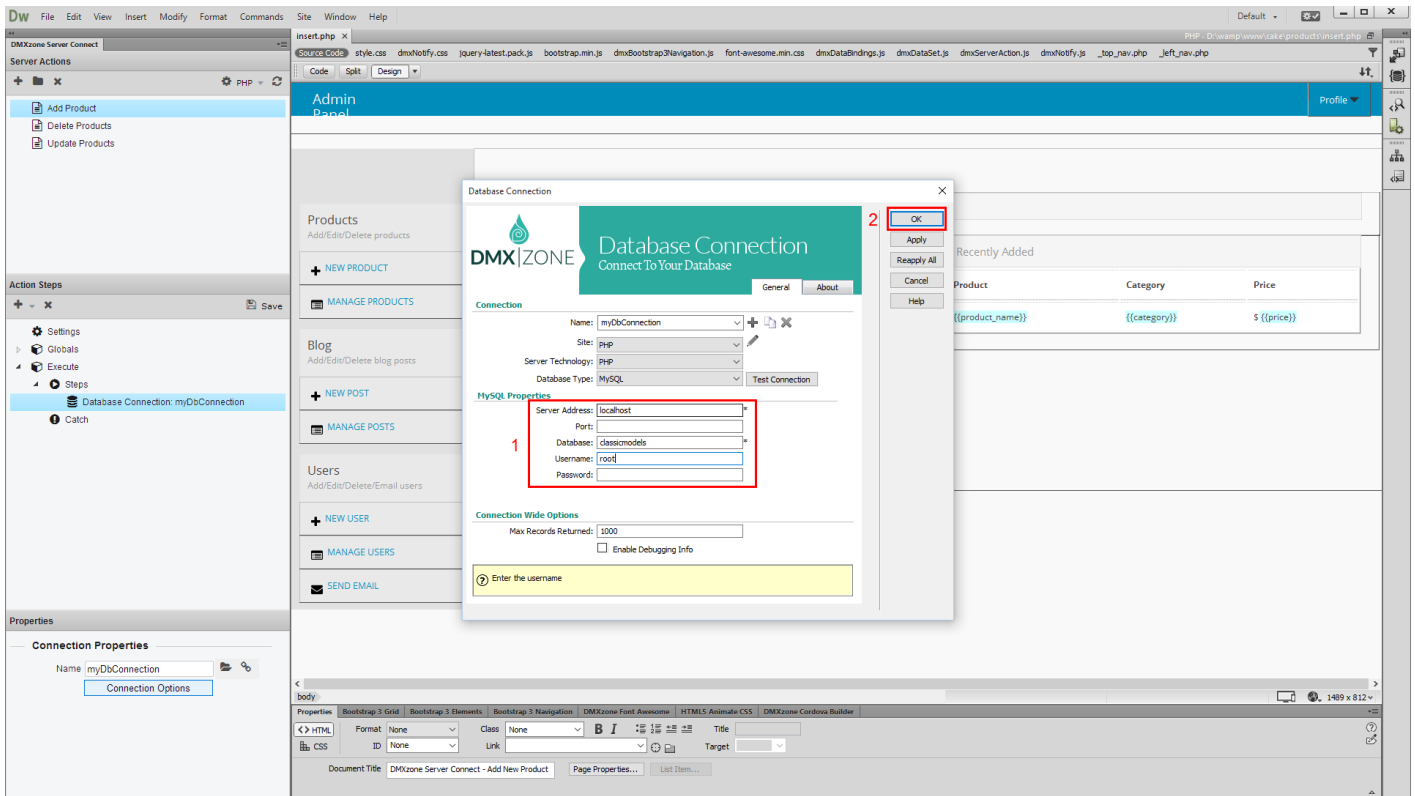 Dw File Edit View Insert Modify Format Commands Site Window Help Default
DMXzone Server Connect
Server Actions
PHP
Add Product
Delete Products
Update Products
Action Steps
Save
Settings
Globals
Execute
Steps
Database Connection: myDbConnection
Catch
Properties
Connection Properties
Name myDbConnection
Connection Options
insert.php × PHP - D:\wamp\www\cake\products\insert.php
Source Code style.css dmxNotify.css jquery-latest.pack.js bootstrap.min.js dmxBootstrap3Navigation.js font-awesome.min.css dmxDataBindings.js dmxDataSet.js dmxServerAction.js dmxNotify.js _top_nav.php _left_nav.php
Code Split Design
Admin
Panel
Profile
Products
Add/Edit/Delete products
NEW PRODUCT
MANAGE PRODUCTS
Blog
Add/Edit/Delete blog posts
NEW POST
MANAGE POSTS
Users
Add/Edit/Delete/Email users
NEW USER
MANAGE USERS
SEND EMAIL
Database Connection
DMX|ZONE
Database Connection
Connect To Your Database
General About
Connection
Name: myDbConnection
Site: PHP
Server Technology: PHP
Database Type: MySQL Test Connection
MySQL Properties
1
Server Address: localhost *
Port:
Database: classicmodels *
Username: root
Password:
Connection Wide Options
Max Records Returned: 1000
Enable Debugging Info
? Enter the username
2
OK
Apply
Reapply All
Cancel
Help
Recently Added
Product Category Price
{{product_name}} {{category}} $ {{price}}
body 1489 x 812
Properties Bootstrap 3 Grid Bootstrap 3 Elements Bootstrap 3 Navigation DMXzone Font Awesome HTML5 Animate CSS DMXzone Cordova Builder
<> HTML Format None Class None B I Title
CSS ID None Link Target
Document Title DMXzone Server Connect - Add New Product Page Properties... List Item...